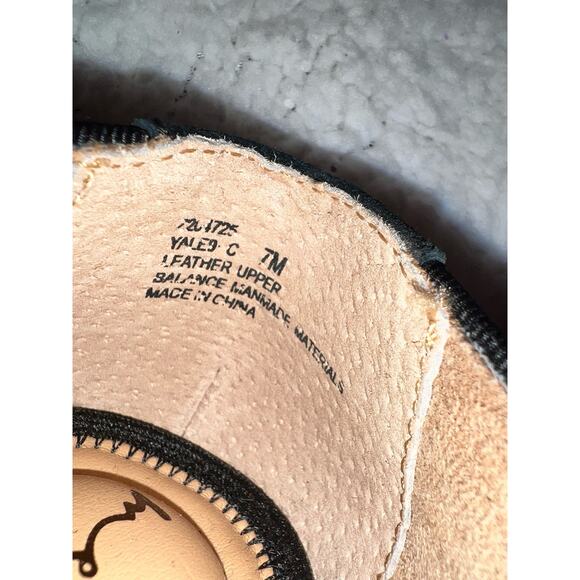 7204725
YALE9-C 7M
LEATHER UPPER
BALANCE MANMADE MATERIALS
MADE IN CHINA